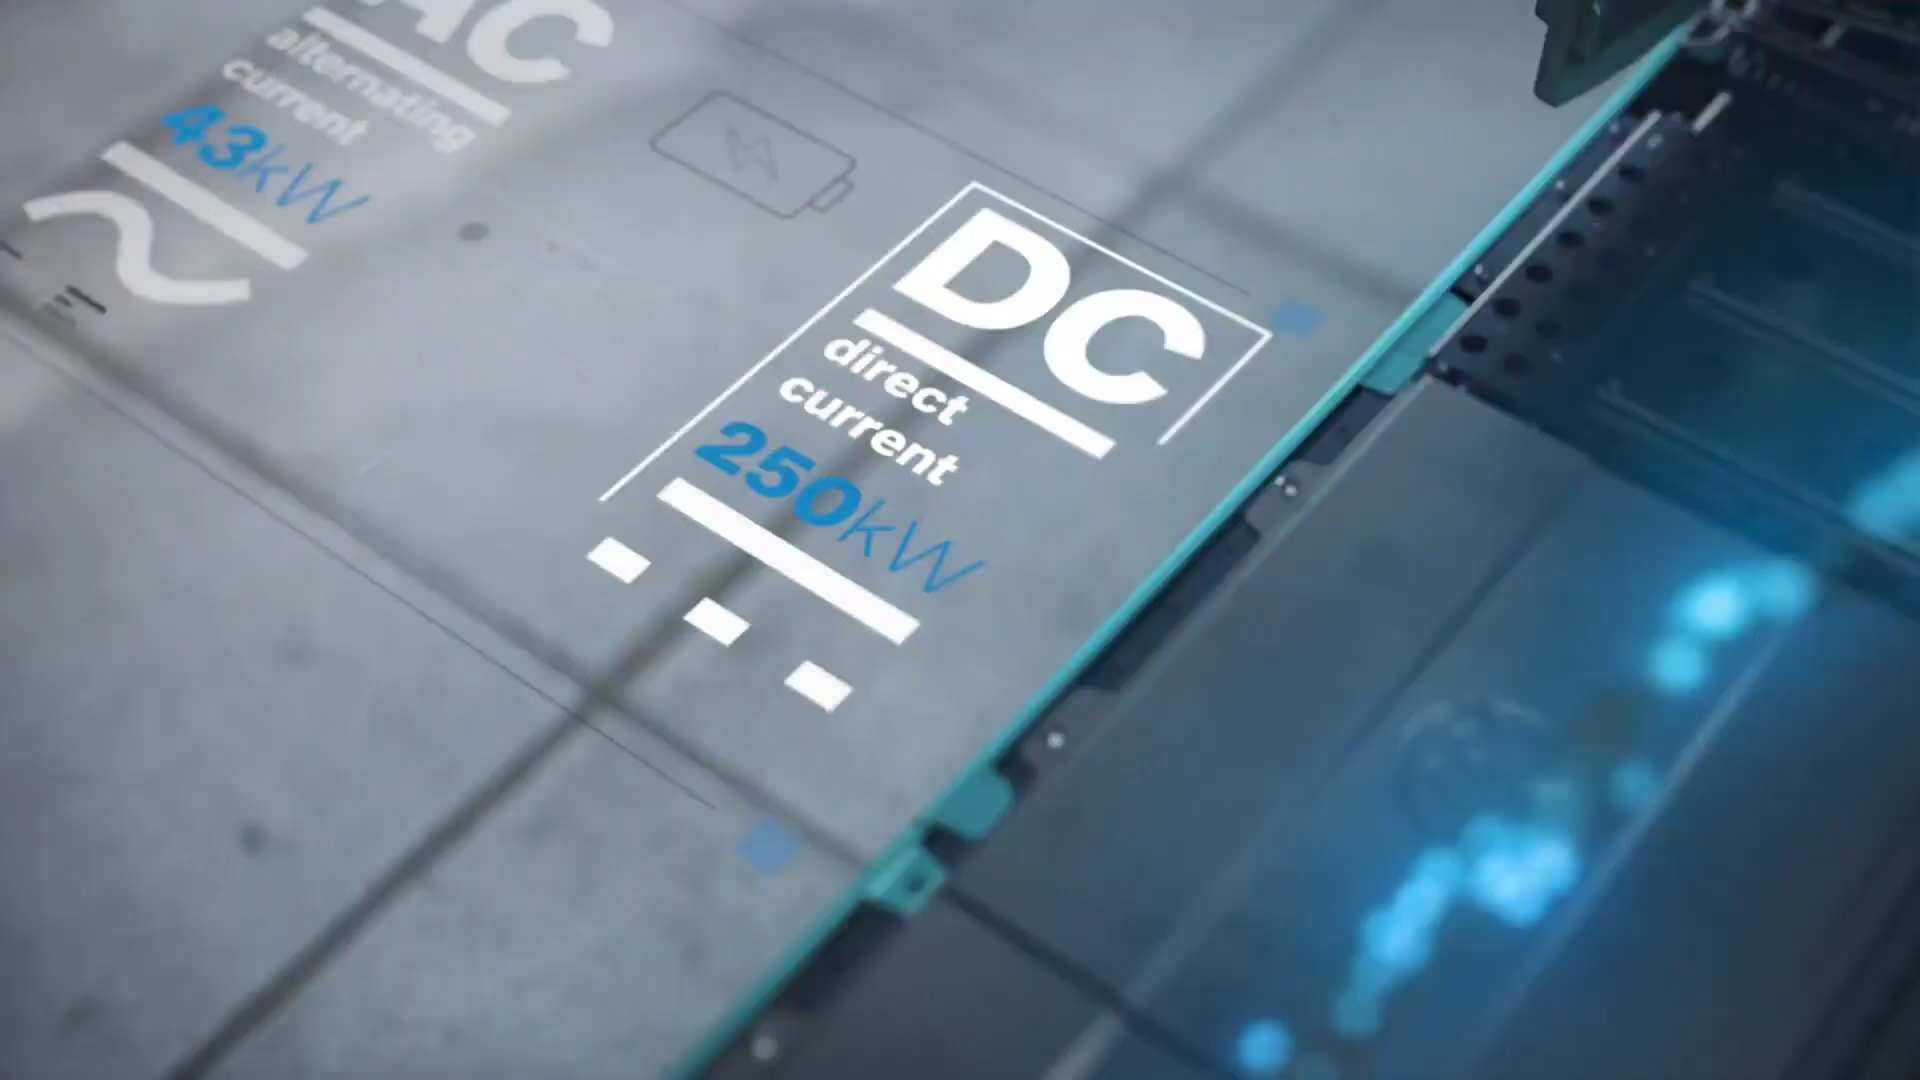 AC
alternating
current
43kW
DC
direct
current
250kW